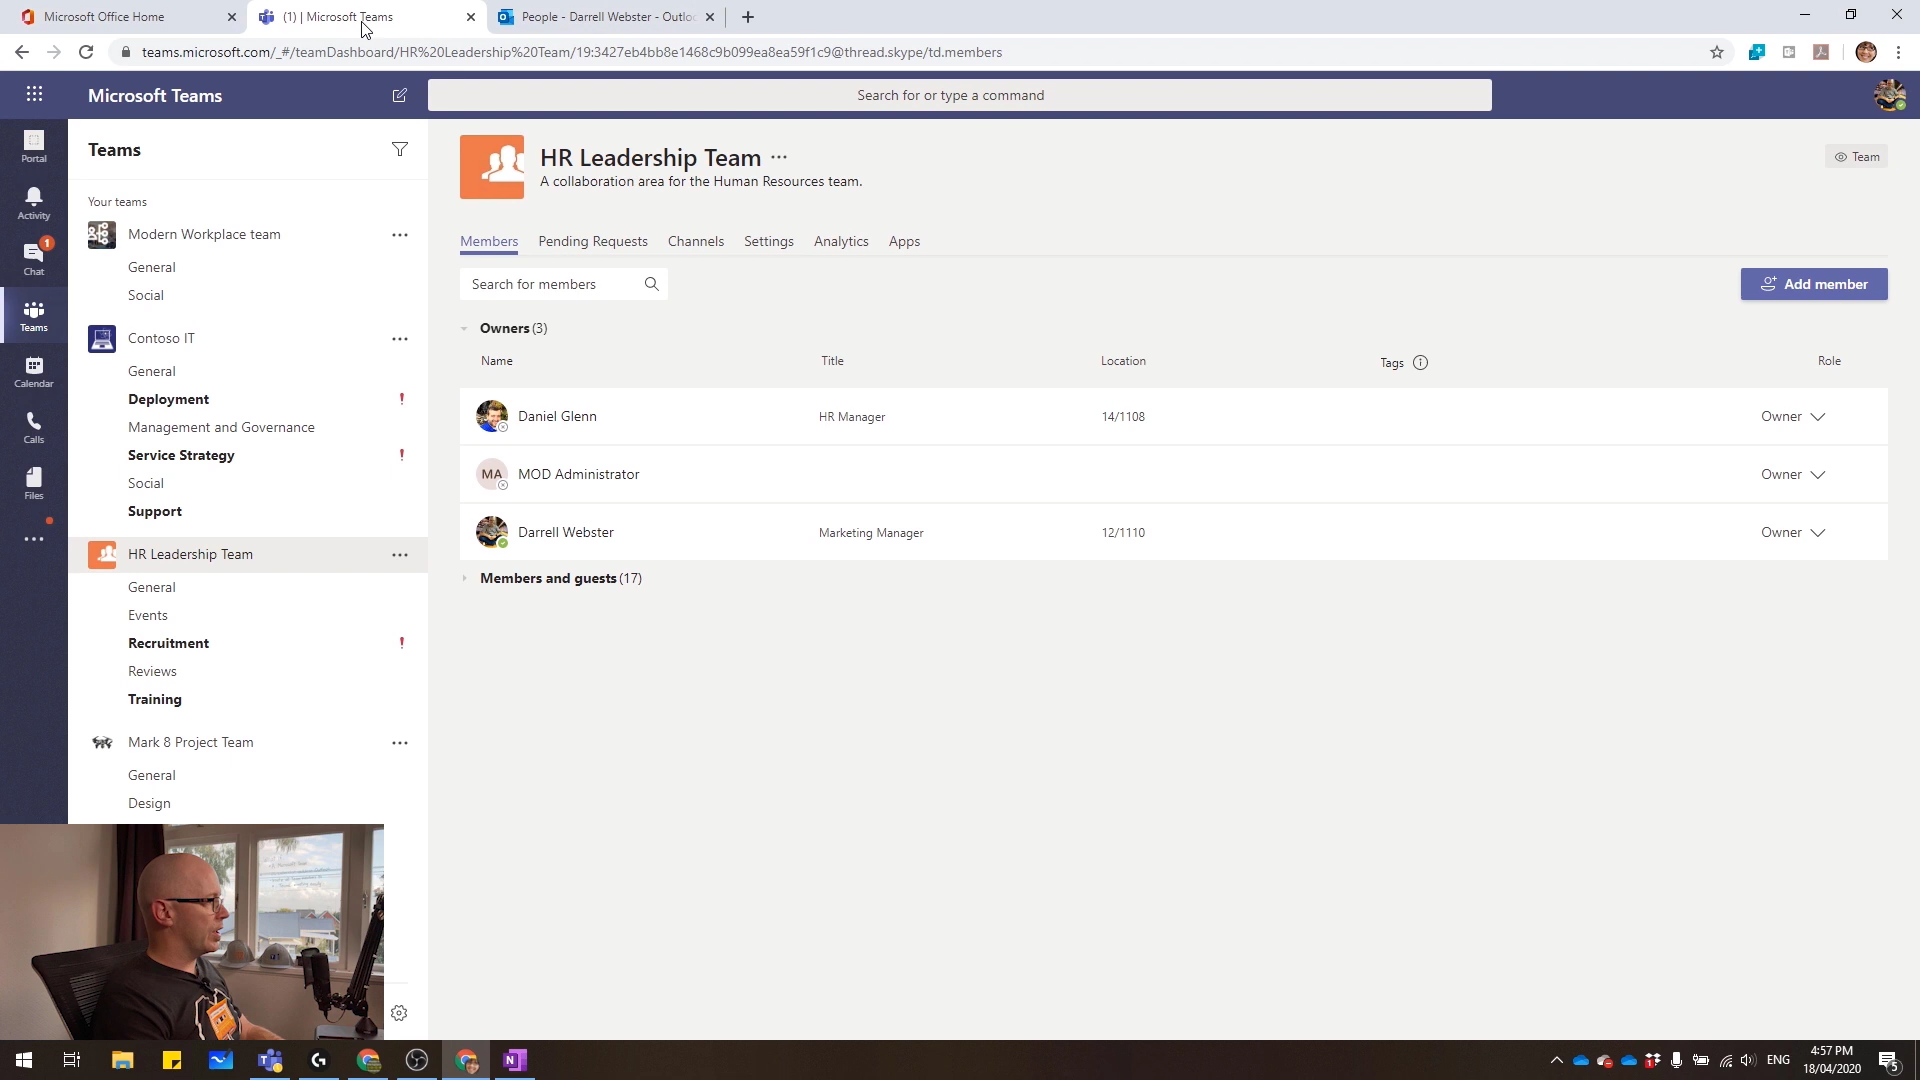 Microsoft Office Home
(1) | Microsoft Teams
People - Darrell Webster - Outlo
teams.microsoft.com/_#/teamDashboard/HR%20Leadership%20Team/19:3427eb4bb8e1468c9b099ea8ea59f1c9@thread.skype/td.members
Microsoft Teams
Search for or type a command
Portal
Activity
Chat
1
Teams
Calendar
Calls
Files
Teams
Your teams
Modern Workplace team
General
Social
Contoso IT
General
Deployment !
Management and Governance
Service Strategy !
Social
Support
HR Leadership Team
General
Events
Recruitment !
Reviews
Training
Mark 8 Project Team
General
Design
HR Leadership Team
A collaboration area for the Human Resources team.
Team
Members Pending Requests Channels Settings Analytics Apps
Search for members
Add member
Owners (3)
Name Title Location Tags Role
Daniel Glenn HR Manager 14/1108 Owner
MA MOD Administrator Owner
Darrell Webster Marketing Manager 12/1110 Owner
Members and guests (17)
ENG
4:57 PM
18/04/2020
5